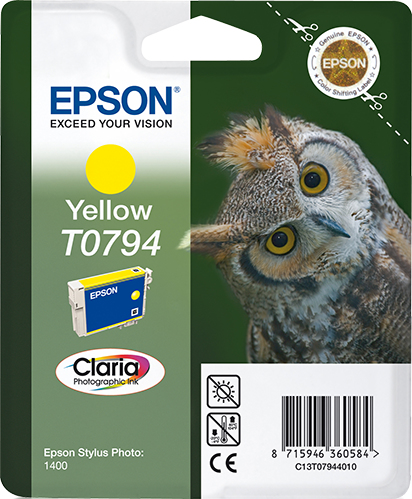 EPSON®
EXCEED YOUR VISION
Genuine EPSON
EPSON
Color Shifting Label
Yellow
T0794
EPSON
Claria
Photographic Ink
Epson Stylus Photo:
1400
8 715946 360584 >
C13T07944010